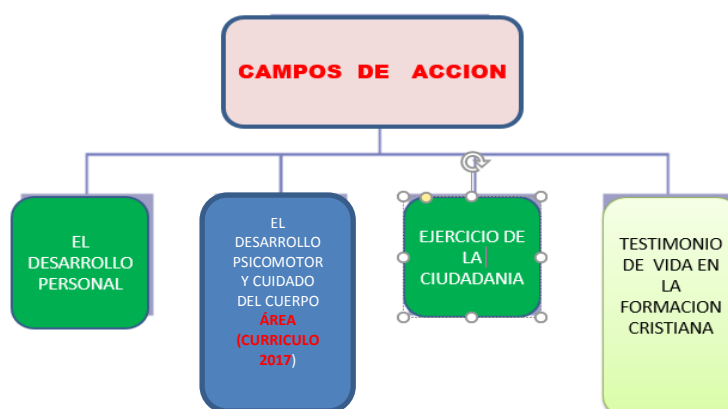 CAMPOS DE ACCION
EL
DESARROLLO
PERSONAL
EL
DESARROLLO
PSICOMOTOR
Y CUIDADO
DEL CUERPO
ÁREA
(CURRICULO
2017)
EJERCICIO DE
LA
CIUDADANIA
TESTIMONIO
DE VIDA EN
LA
FORMACION
CRISTIANA